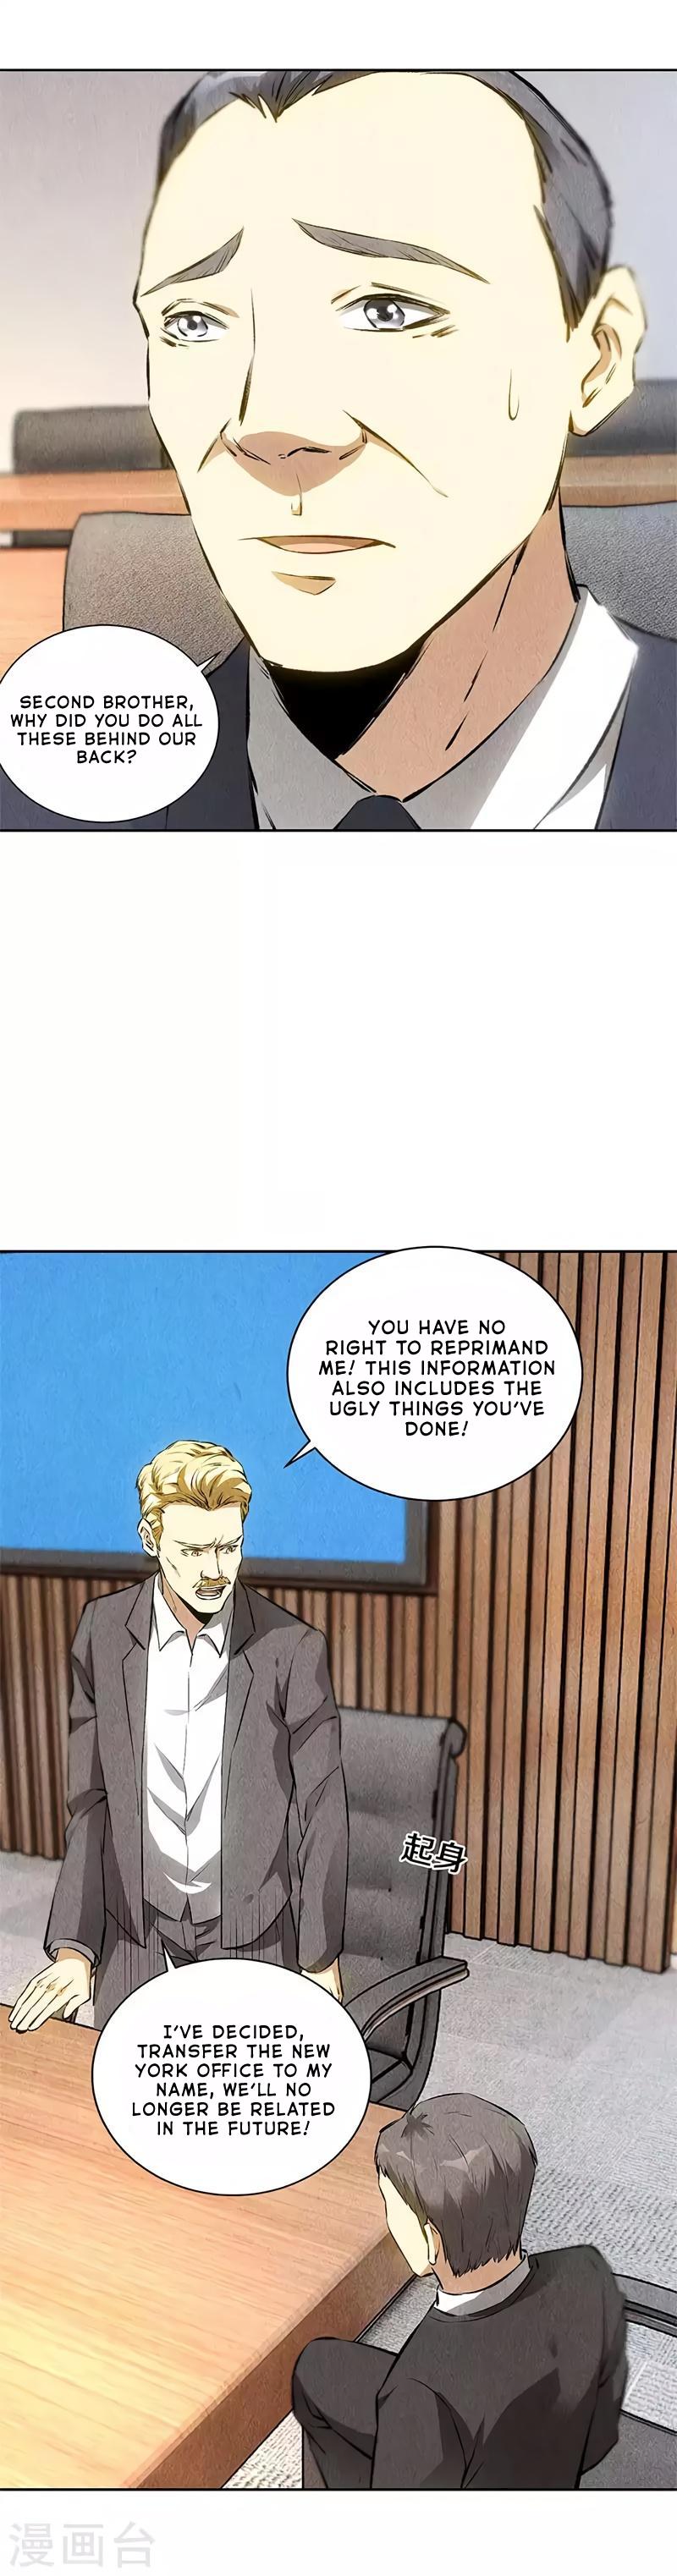 SECOND BROTHER,
WHY DID YOU DO ALL
THESE BEHIND OUR
BACK?
YOU HAVE NO
RIGHT TO REPRIMAND
ME! THIS INFORMATION
ALSO INCLUDES THE
UGLY THINGS YOU'VE
DONE!
起身
I'VE DECIDED,
TRANSFER THE NEW
YORK OFFICE TO MY
NAME, WE'LL NO
LONGER BE RELATED
IN THE FUTURE!
漫画台